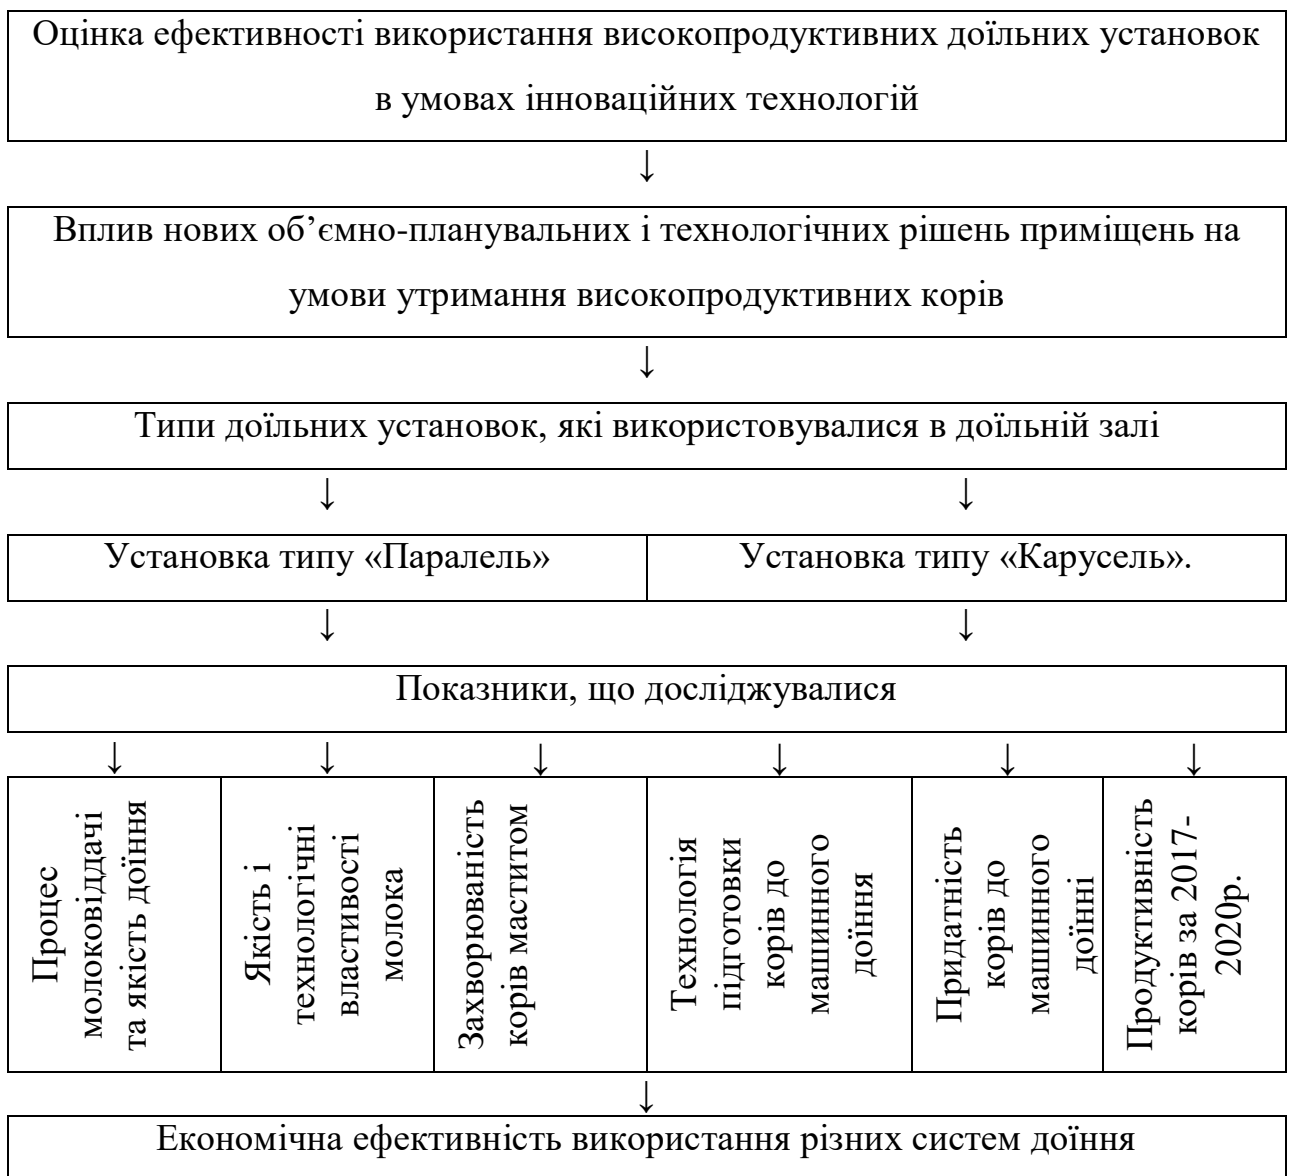 Оцінка ефективності використання високопродуктивних доїльних установок
в умовах інноваційних технологій
↓
Вплив нових об’ємно-планувальних і технологічних рішень приміщень на
умови утримання високопродуктивних корів
↓
Типи доїльних установок, які використовувалися в доїльній залі
↓ ↓
Установка типу «Паралель»
Установка типу «Карусель».
↓ ↓
Показники, що досліджувалися
↓ ↓ ↓ ↓ ↓ ↓
Процес
молоковіддачі
та якість доїння
Якість і
технологічні
властивості
молока
Захворюваність
корів маститом
Технологія
підготовки
корів до
машинного
доїння
Придатність
корів до
машинного
доїнні
Продуктивність
корів за 2017-
2020р.
↓
Економічна ефективність використання різних систем доїння